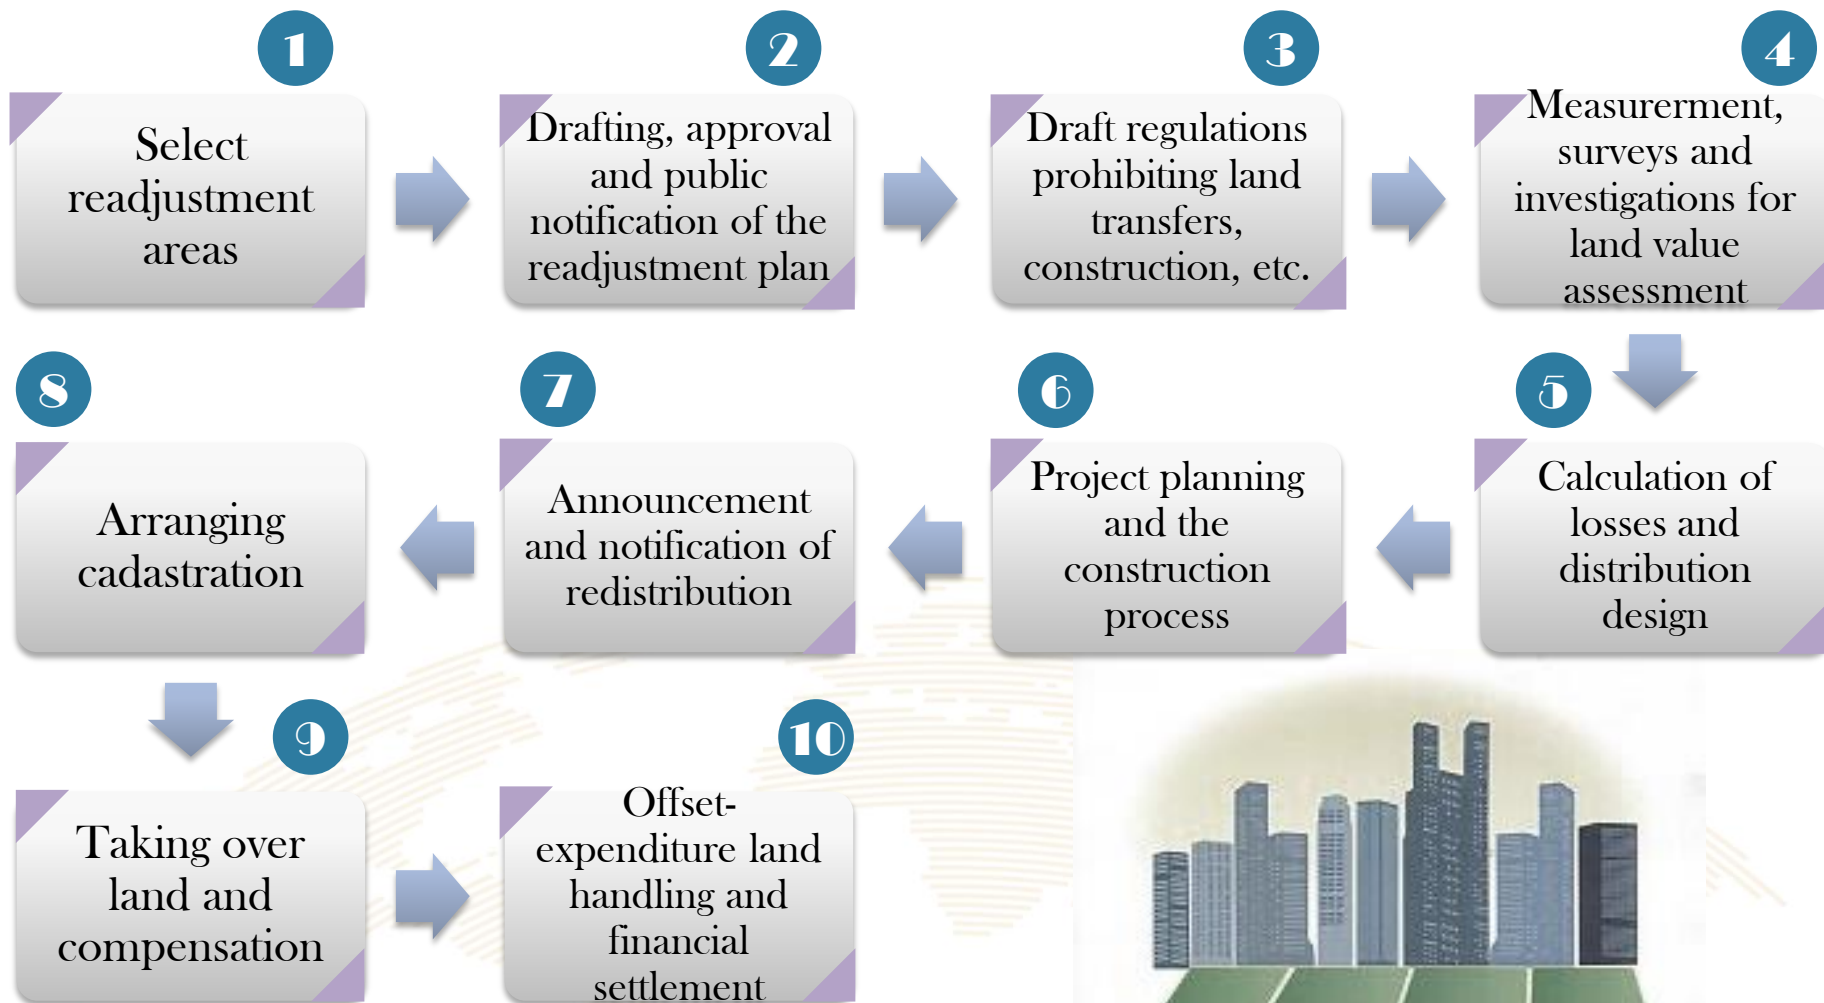 1
Select
readjustment
areas
2
Drafting, approval
and public
notification of the
readjustment plan
3
Draft regulations
prohibiting land
transfers,
construction, etc.
4
Measurerment,
surveys and
investigations for
land value
assessment
5
Calculation of
losses and
distribution
design
6
Project planning
and the
construction
process
7
Announcement
and notification of
redistribution
8
Arranging
cadastration
9
Taking over
land and
compensation
10
Offset-
expenditure land
handling and
financial
settlement